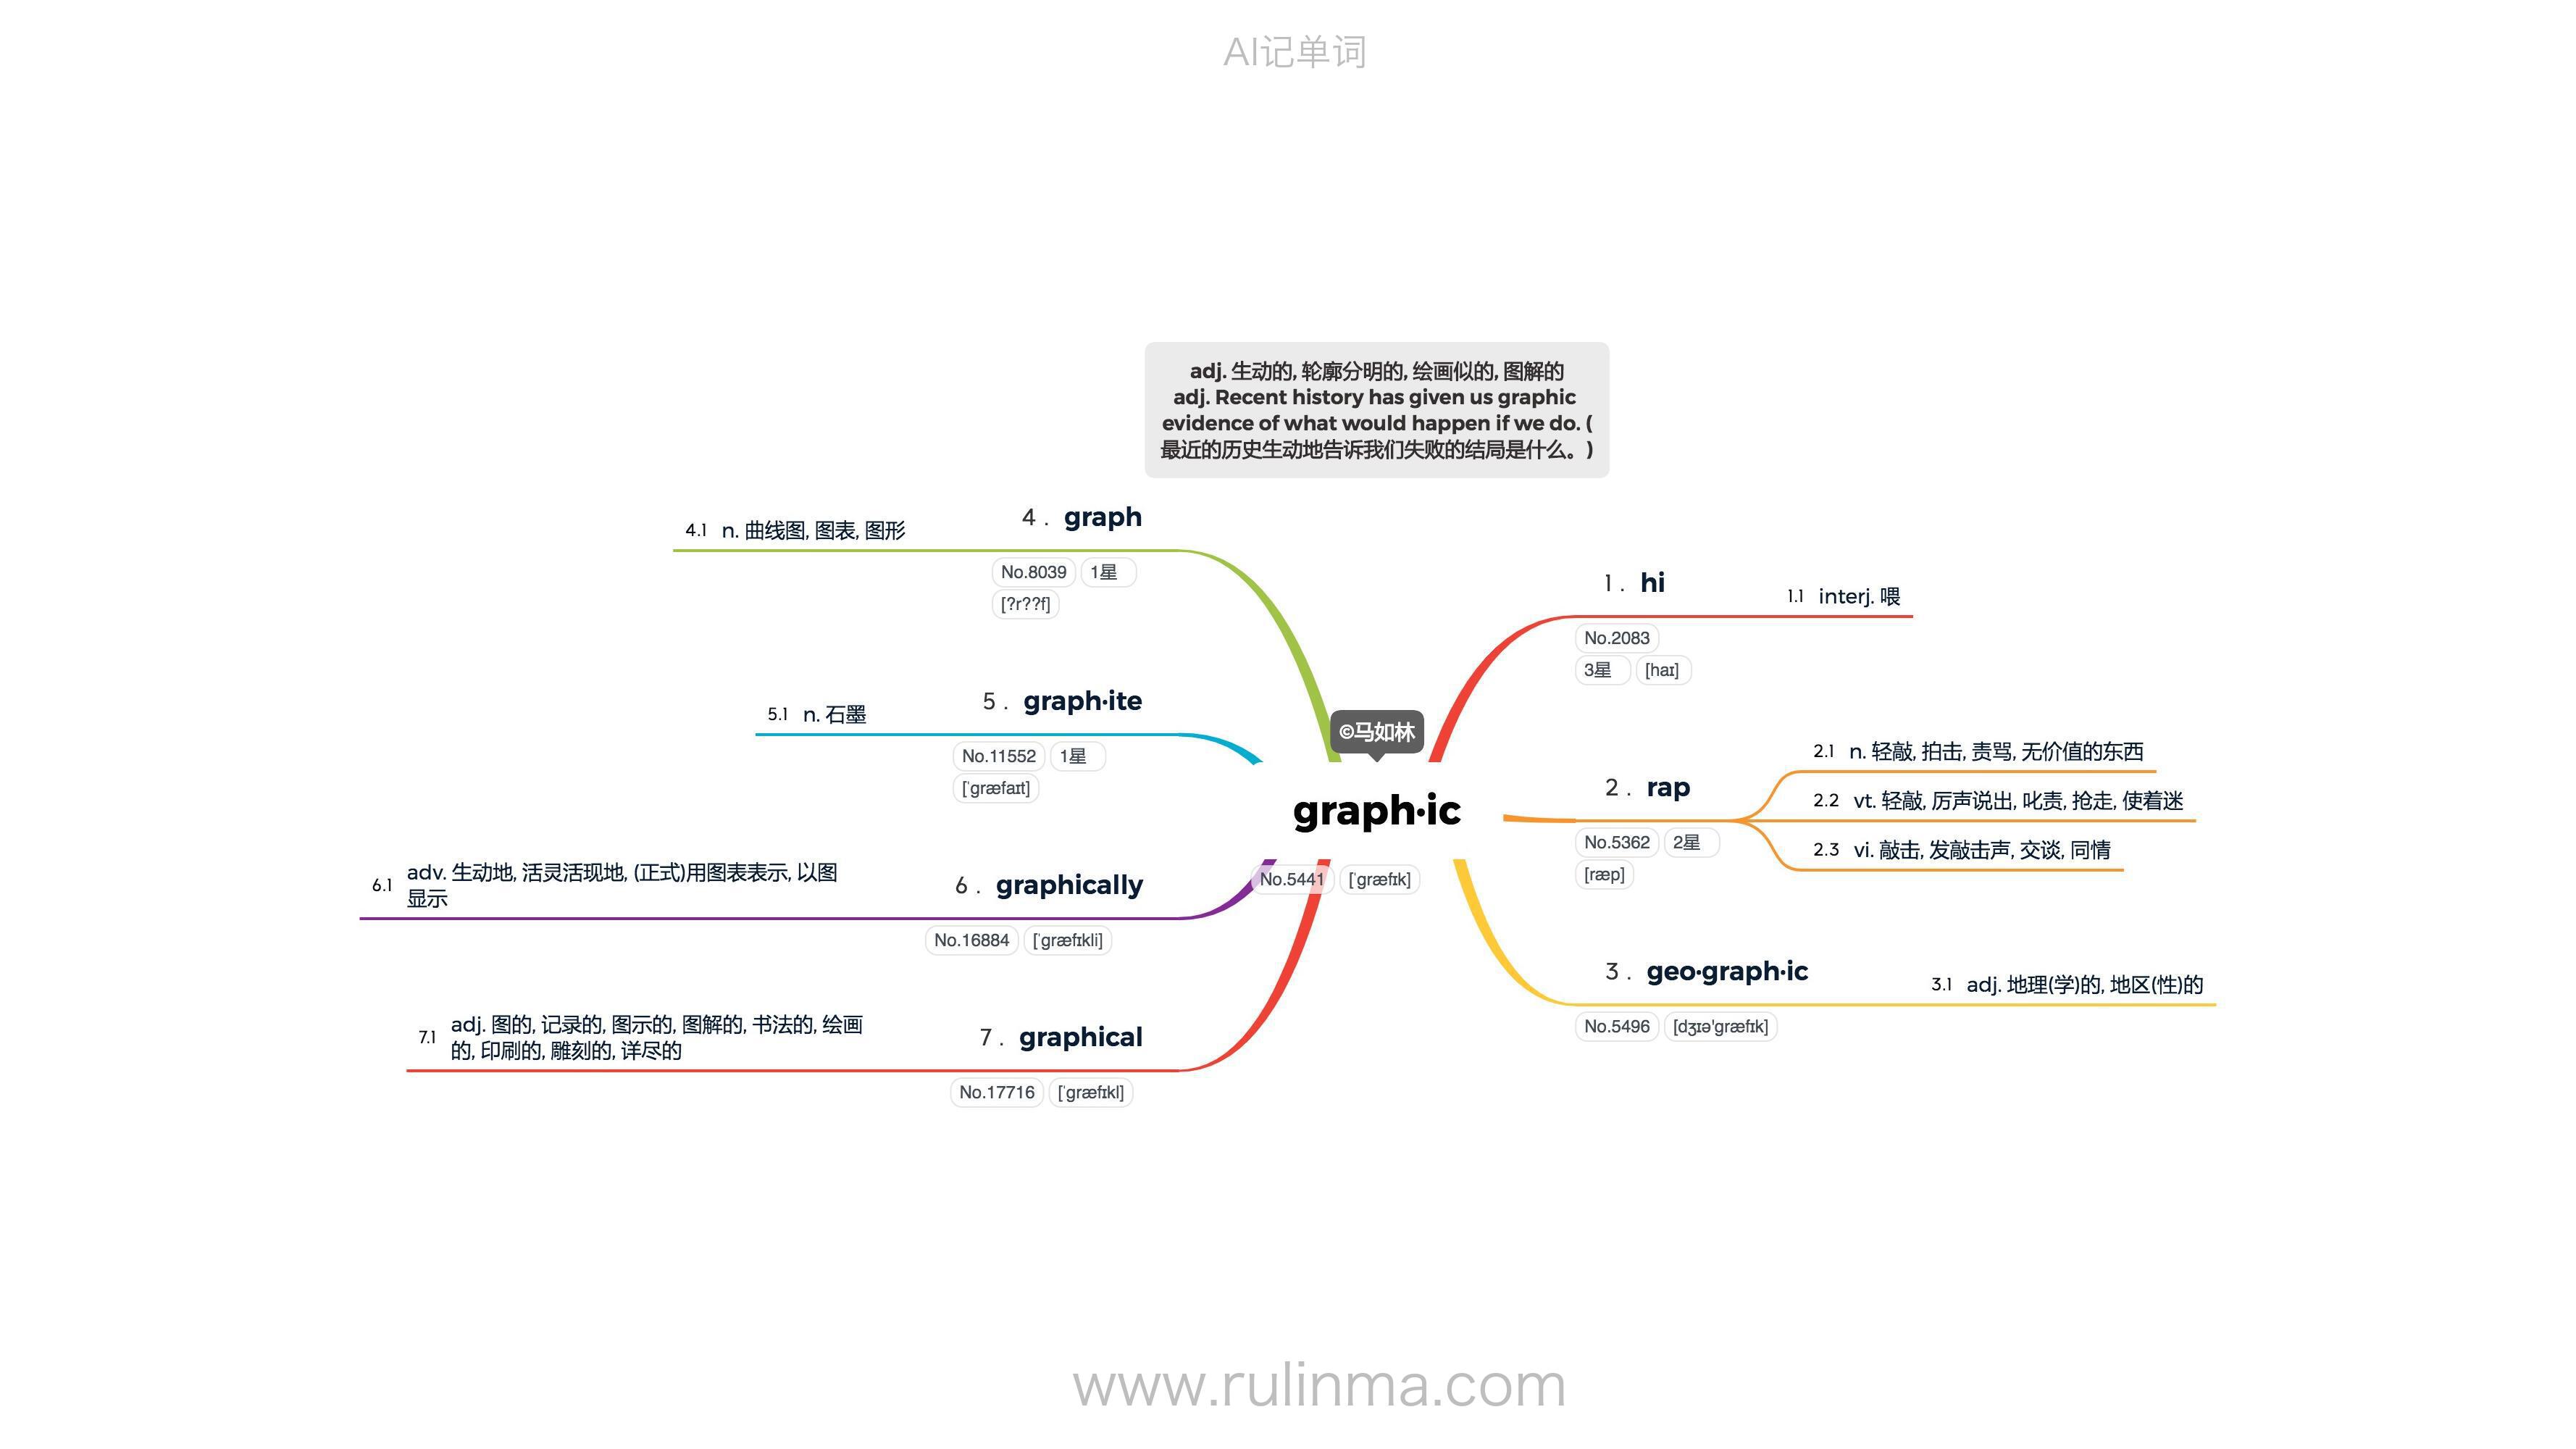 AI记单词
adj. 生动的, 轮廓分明的, 绘画似的, 图解的
adj. Recent history has given us graphic
evidence of what would happen if we do. (
最近的历史生动地告诉我们失败的结局是什么。)
©马如林
graph·ic
No.5441 [ˈɡræfɪk]
1. hi
No.2083
3星 [haɪ]
1.1 interj. 喂
2. rap
No.5362 2星
[ræp]
2.1 n. 轻敲, 拍击, 责骂, 无价值的东西
2.2 vt. 轻敲, 厉声说出, 叱责, 抢走, 使着迷
2.3 vi. 敲击, 发敲击声, 交谈, 同情
3. geo·graph·ic
No.5496 [dʒɪə'ɡræfɪk]
3.1 adj. 地理(学)的, 地区(性)的
4. graph
No.8039 1星
[?r??f]
4.1 n. 曲线图, 图表, 图形
5. graph·ite
No.11552 1星
[ˈɡræfaɪt]
5.1 n. 石墨
6. graphically
No.16884 [ˈɡræfɪkli]
6.1 adv. 生动地, 活灵活现地, (正式)用图表表示, 以图
显示
7. graphical
No.17716 [ˈɡræfɪkl]
7.1 adj. 图的, 记录的, 图示的, 图解的, 书法的, 绘画
的, 印刷的, 雕刻的, 详尽的
www.rulinma.com